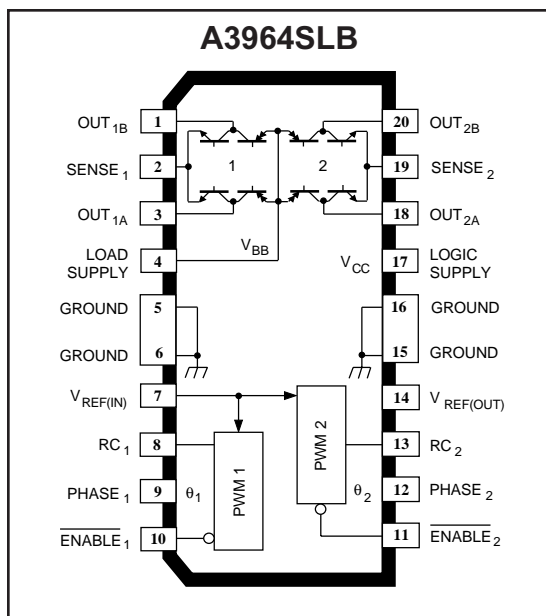 A3964SLB
OUT1B 1
SENSE1 2
OUT1A 3
LOAD
SUPPLY 4
GROUND 5
GROUND 6
VREF(IN) 7
RC1 8
PHASE1 9
ENABLE1 10
1
2
VBB
VCC
θ1
PWM 1
PWM 2
θ2
20 OUT2B
19 SENSE2
18 OUT2A
17 LOGIC
SUPPLY
16 GROUND
15 GROUND
14 VREF(OUT)
13 RC2
12 PHASE2
11 ENABLE2